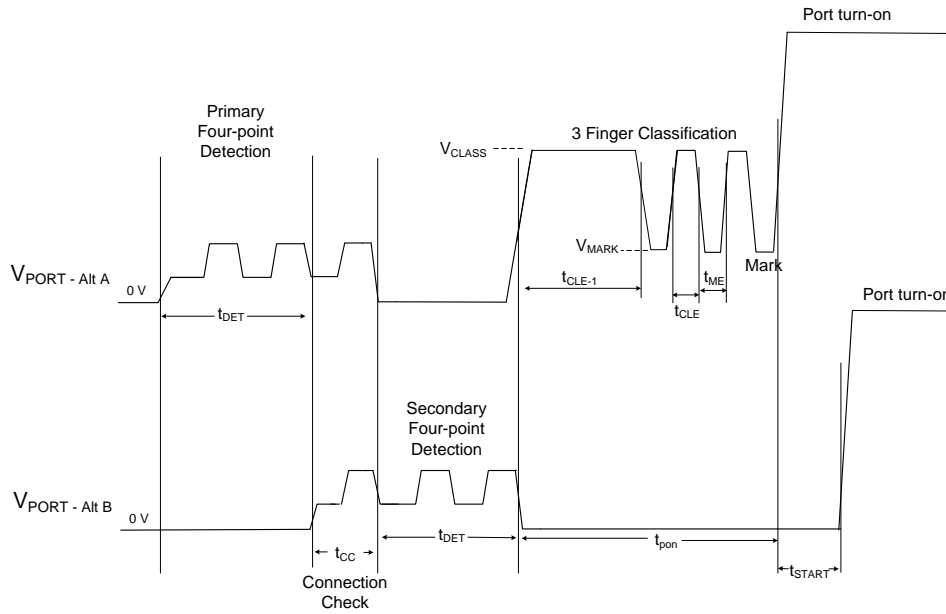 Port turn-on
Primary
Four-point
Detection
3 Finger Classification
VCLASS
VMARK
Mark
VPORT - Alt A
0 V
tDET
tCLE-1
tCLE
tME
Port turn-on
Secondary
Four-point
Detection
VPORT - Alt B
0 V
tCC
tDET
tpon
tSTART
Connection
Check